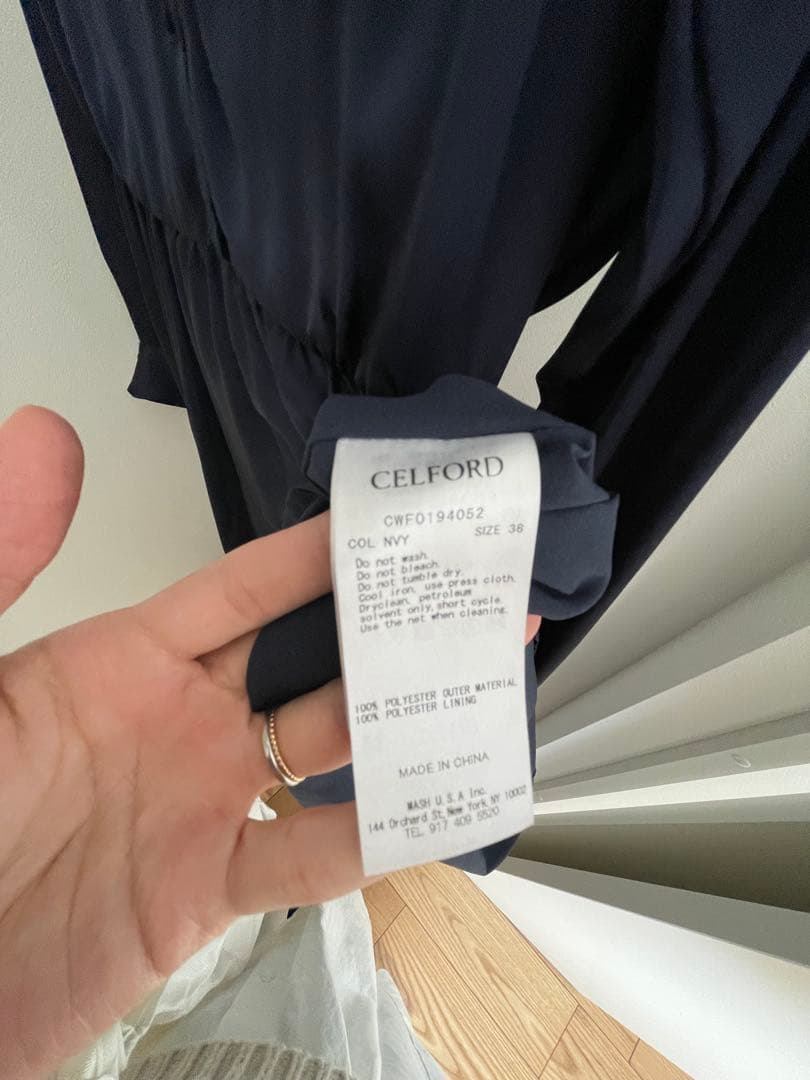 CELFORD
CWFO194052
COL NVY SIZE 38
Do not wash.
Do not bleach.
Do not tumble dry.
Cool iron, use press cloth.
Dryclean, petroleum
solvent only, short cycle.
Use the net when cleaning.
100% POLYESTER OUTER MATERIAL
100% POLYESTER LINING
MADE IN CHINA
MASH U.S.A Inc.
144 Orchard St, New York, NY 10002
TEL 917 409 5520